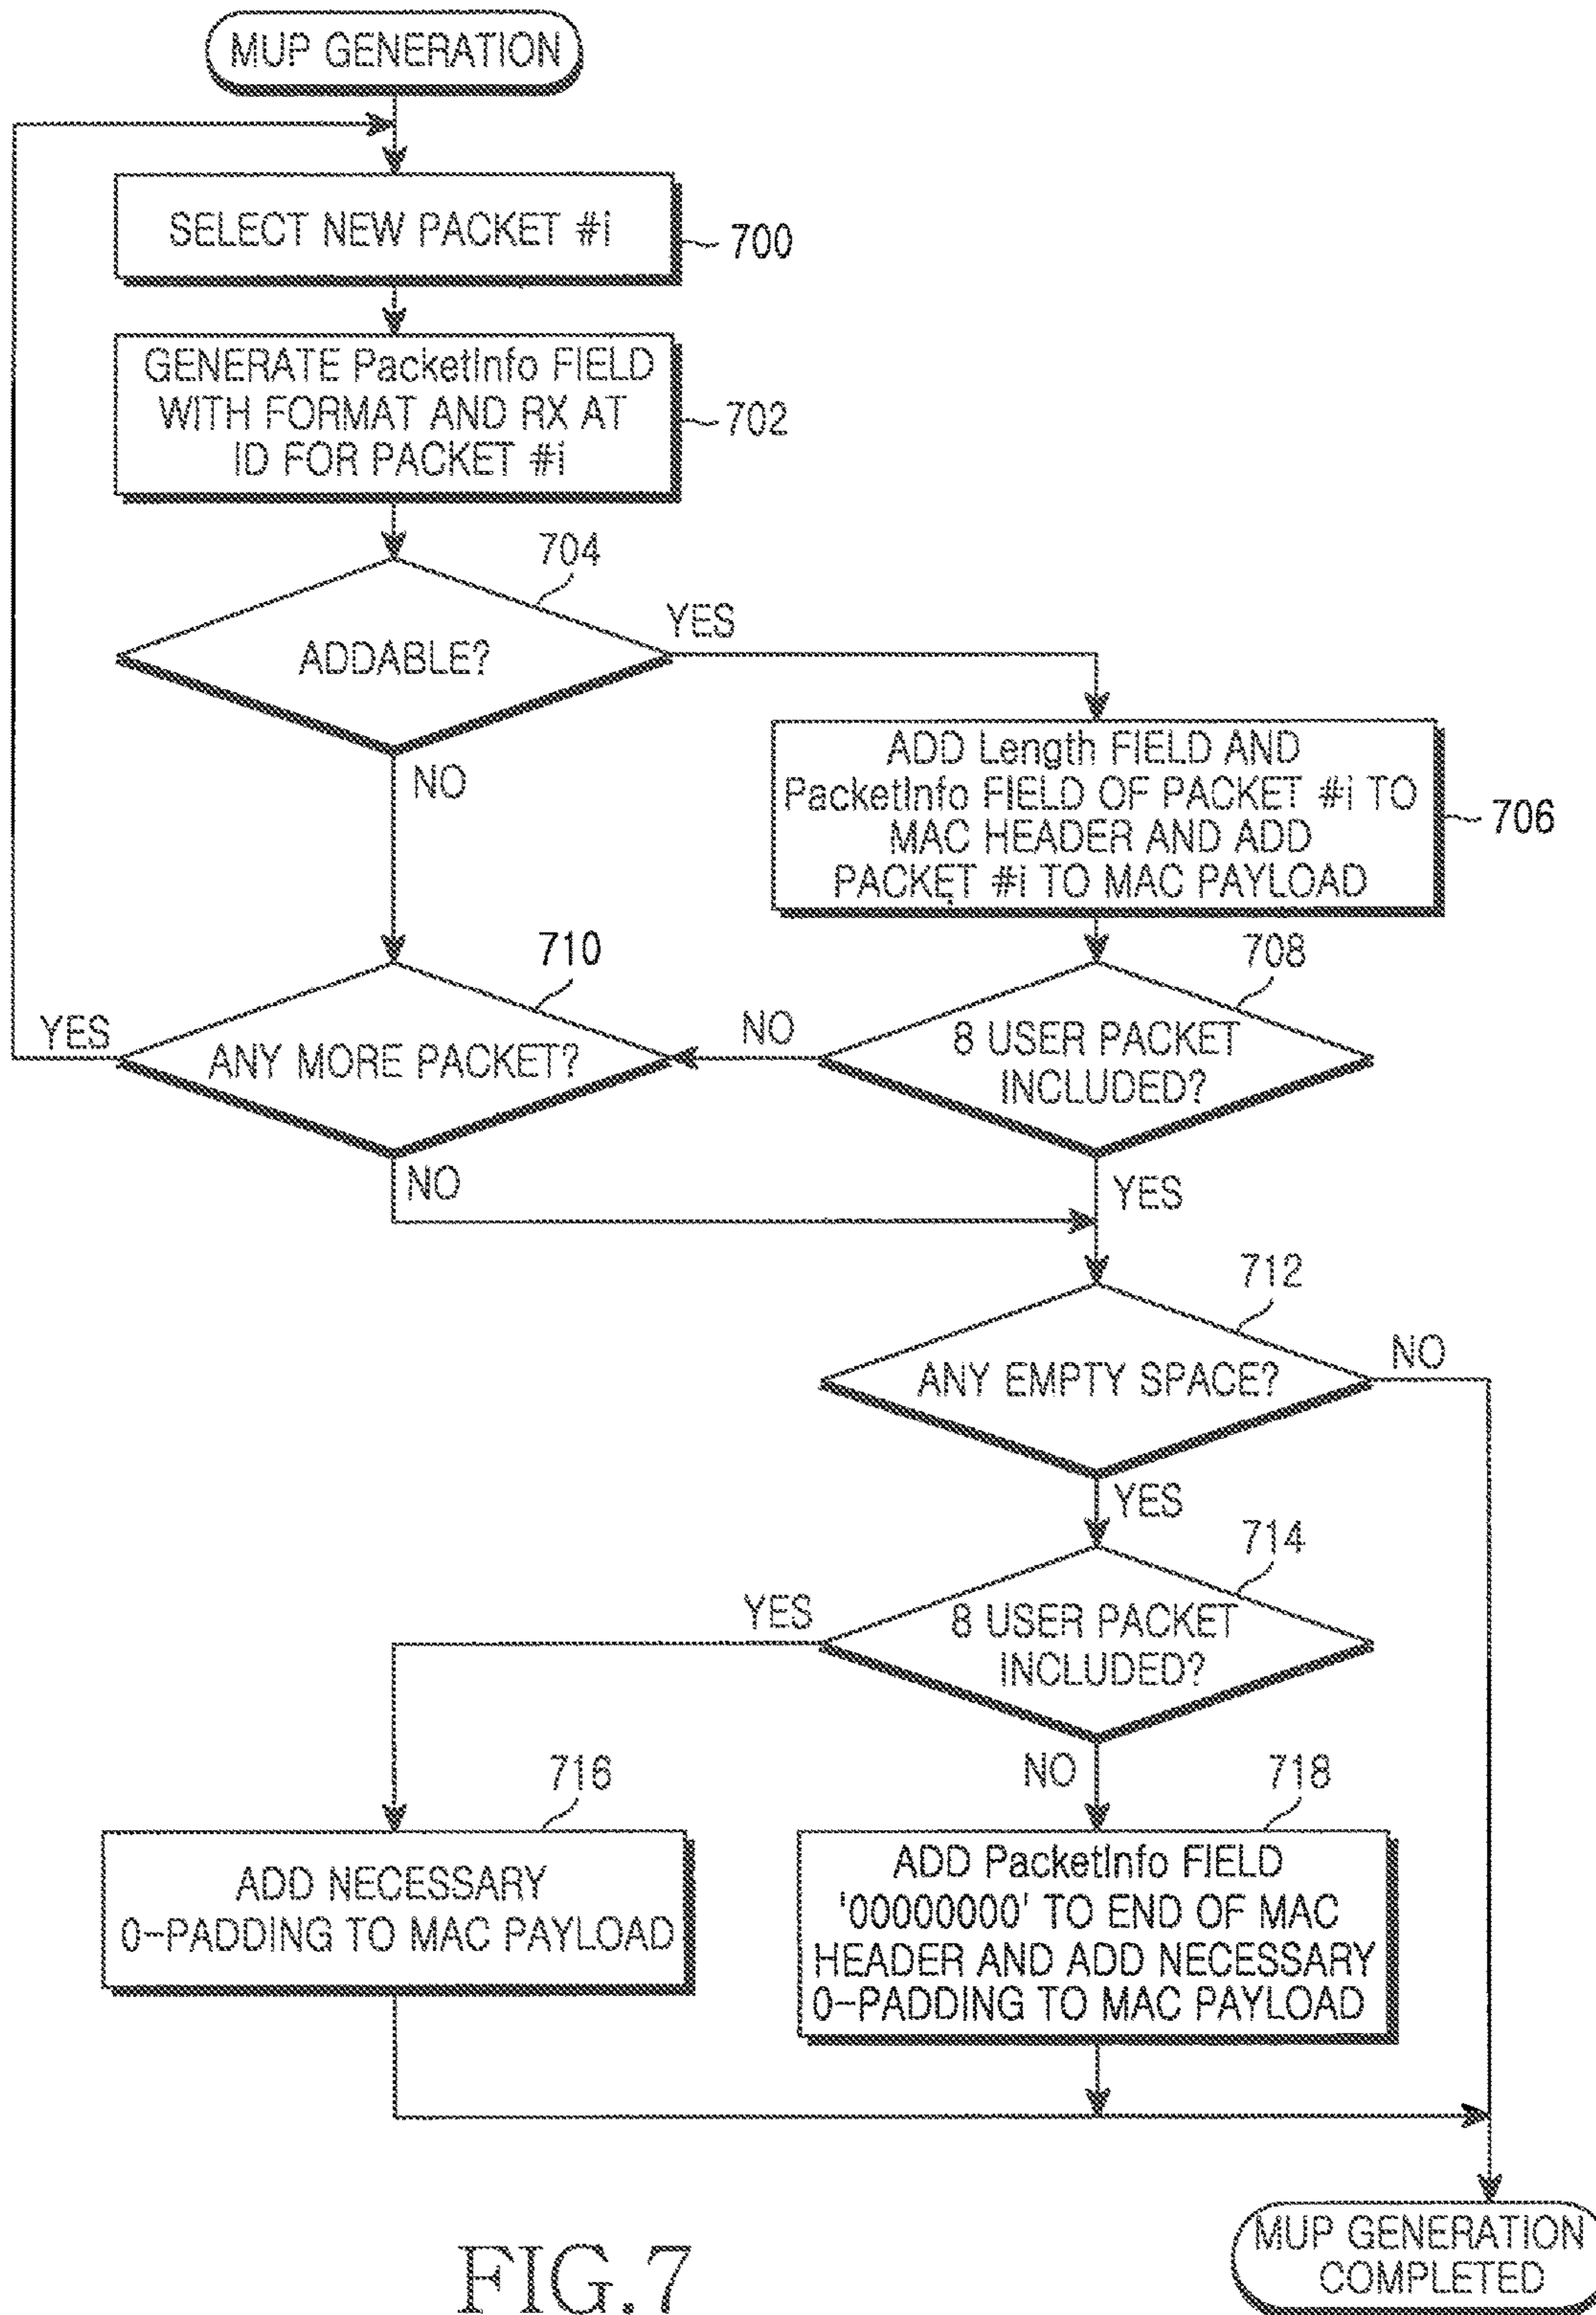 MUP GENERATION
SELECT NEW PACKET #i
700
GENERATE PacketInfo FIELD
WITH FORMAT AND RX AT
ID FOR PACKET #i
702
704
ADDABLE?
YES
NO
ADD Length FIELD AND
PacketInfo FIELD OF PACKET #i TO
MAC HEADER AND ADD
PACKET #i TO MAC PAYLOAD
706
710
708
YES
ANY MORE PACKET?
NO
8 USER PACKET
INCLUDED?
NO
YES
712
ANY EMPTY SPACE?
NO
YES
714
YES
8 USER PACKET
INCLUDED?
716
NO
718
ADD NECESSARY
0-PADDING TO MAC PAYLOAD
ADD PacketInfo FIELD
'00000000' TO END OF MAC
HEADER AND ADD NECESSARY
0-PADDING TO MAC PAYLOAD
MUP GENERATION
COMPLETED
FIG.7